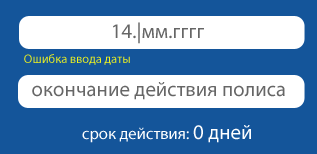 14.|мм.гггг
Ошибка ввода даты
окончание действия полиса
срок действия: 0 дней